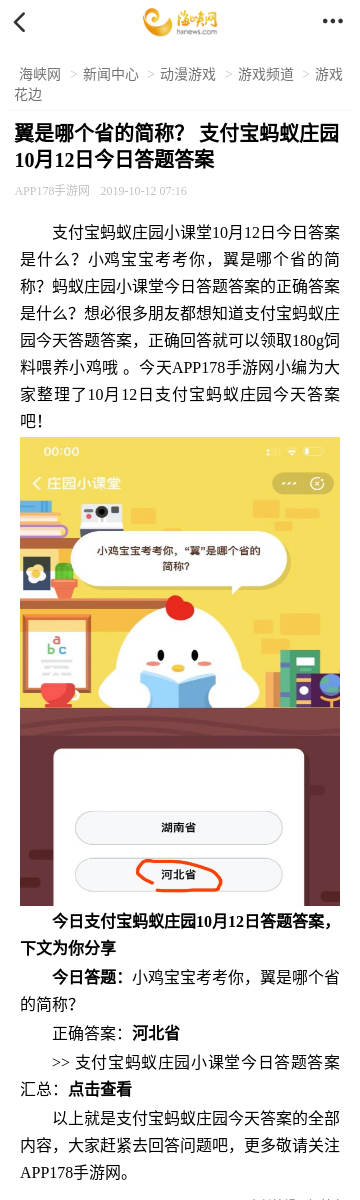 海峡网
hxnews.com
海峡网 > 新闻中心 > 动漫游戏 > 游戏频道 > 游戏
花边
翼是哪个省的简称？ 支付宝蚂蚁庄园
10月12日今日答题答案
APP178手游网 2019-10-12 07:16
支付宝蚂蚁庄园小课堂10月12日今日答案
是什么？小鸡宝宝考考你，翼是哪个省的简
称？蚂蚁庄园小课堂今日答题答案的正确答案
是什么？想必很多朋友都想知道支付宝蚂蚁庄
园今天答题答案，正确回答就可以领取180g饲
料喂养小鸡哦 。今天APP178手游网小编为大
家整理了10月12日支付宝蚂蚁庄园今天答案
吧！
00:00
庄园小课堂
小鸡宝宝考考你，“翼”是哪个省的
简称？
a
b c
湖南省
河北省
今日支付宝蚂蚁庄园10月12日答题答案，
下文为你分享
今日答题：小鸡宝宝考考你，翼是哪个省
的简称？
正确答案：河北省
>> 支付宝蚂蚁庄园小课堂今日答题答案
汇总：点击查看
以上就是支付宝蚂蚁庄园今天答案的全部
内容，大家赶紧去回答问题吧，更多敬请关注
APP178手游网。